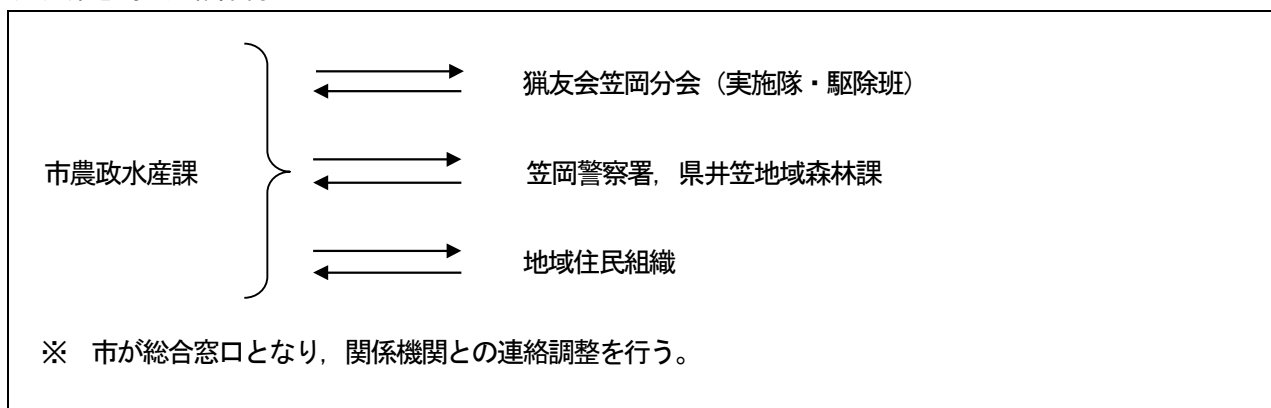 猟友会笠岡分会（実施隊・駆除班）
市農政水産課
笠岡警察署，県井笠地域森林課
地域住民組織
※　市が総合窓口となり，関係機関との連絡調整を行う。